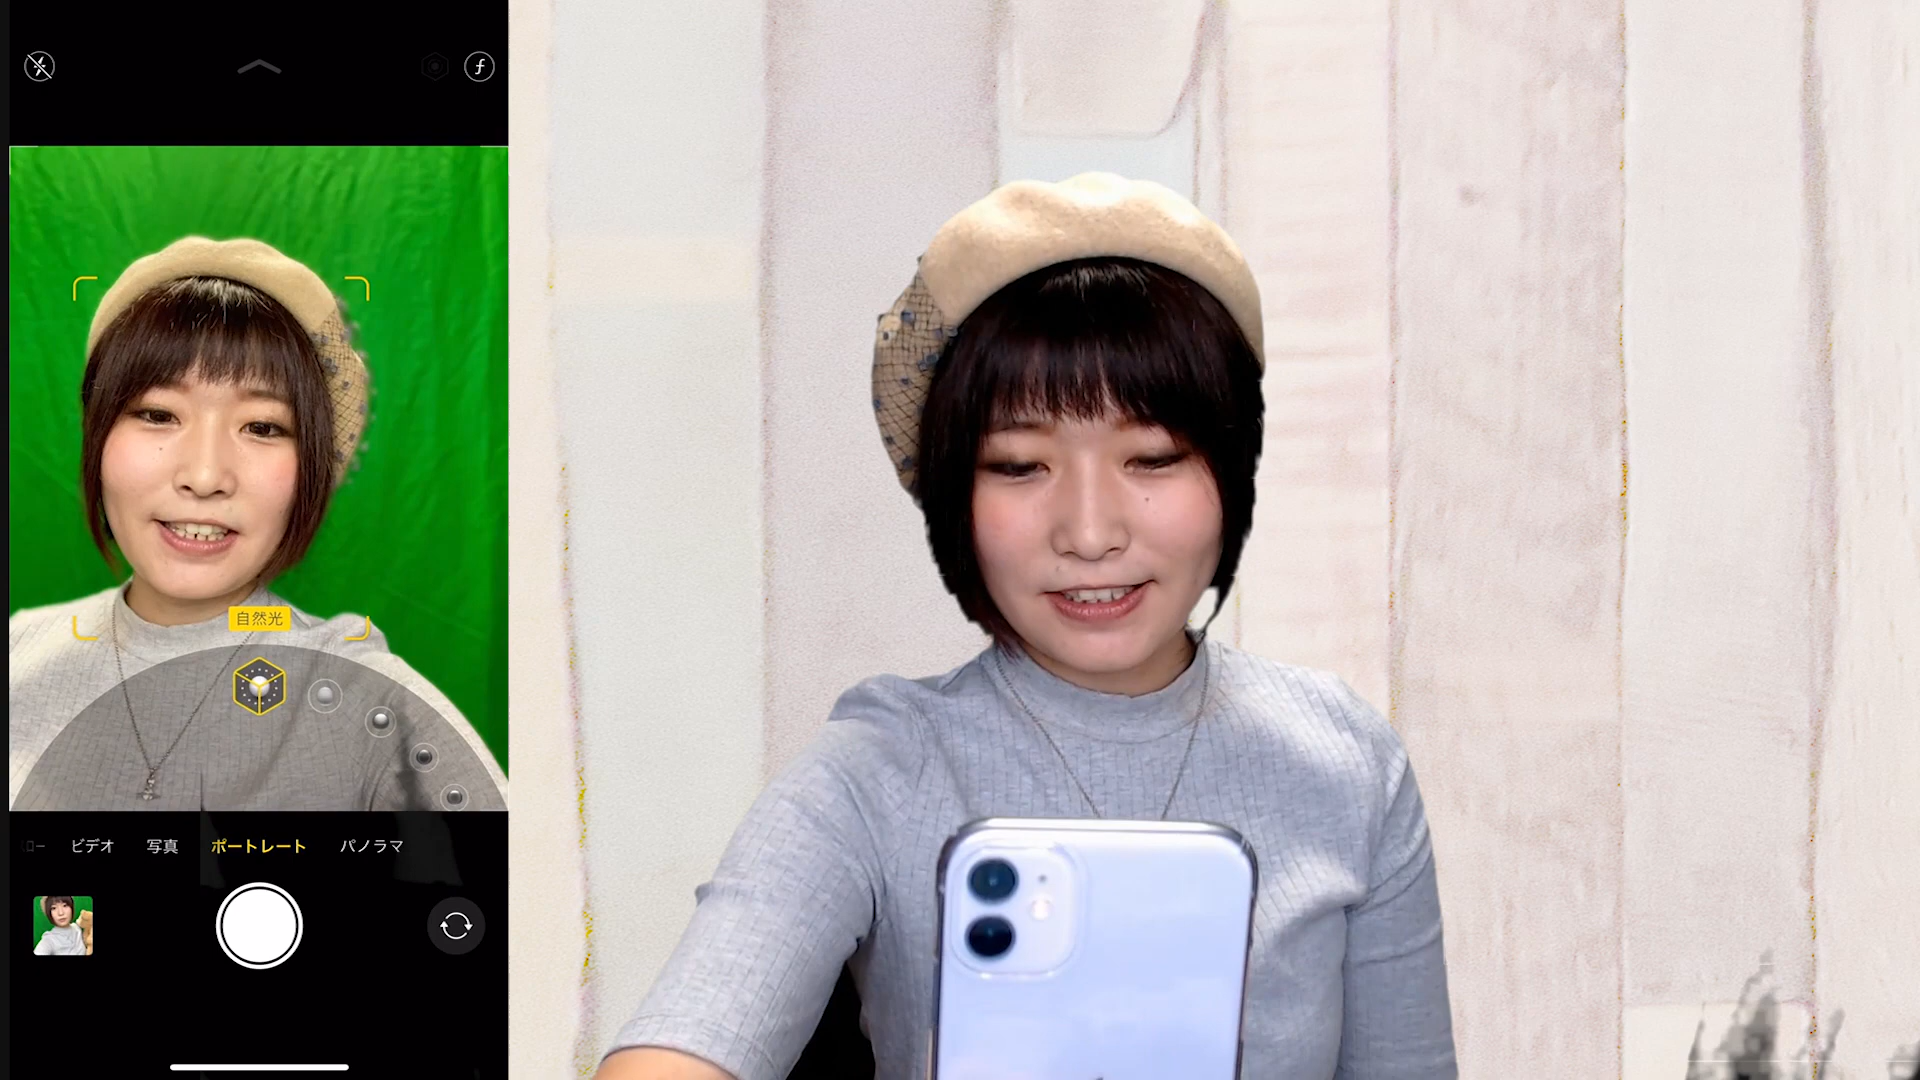 自然光
ビデオ 写真 ポートレート パノラマ